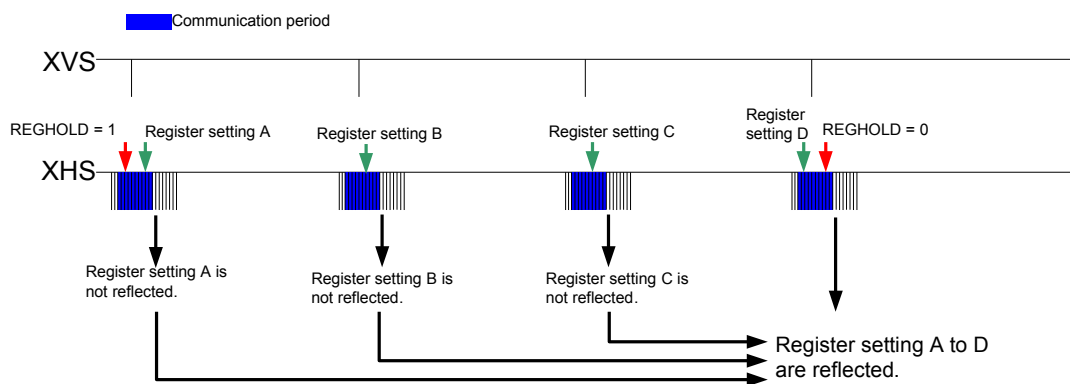 Communication period
XVS
REGHOLD = 1
Register setting A
Register setting B
Register setting C
Register
setting D
REGHOLD = 0
XHS
Register setting A is
not reflected.
Register setting B is
not reflected.
Register setting C is
not reflected.
Register setting A to D
are reflected.